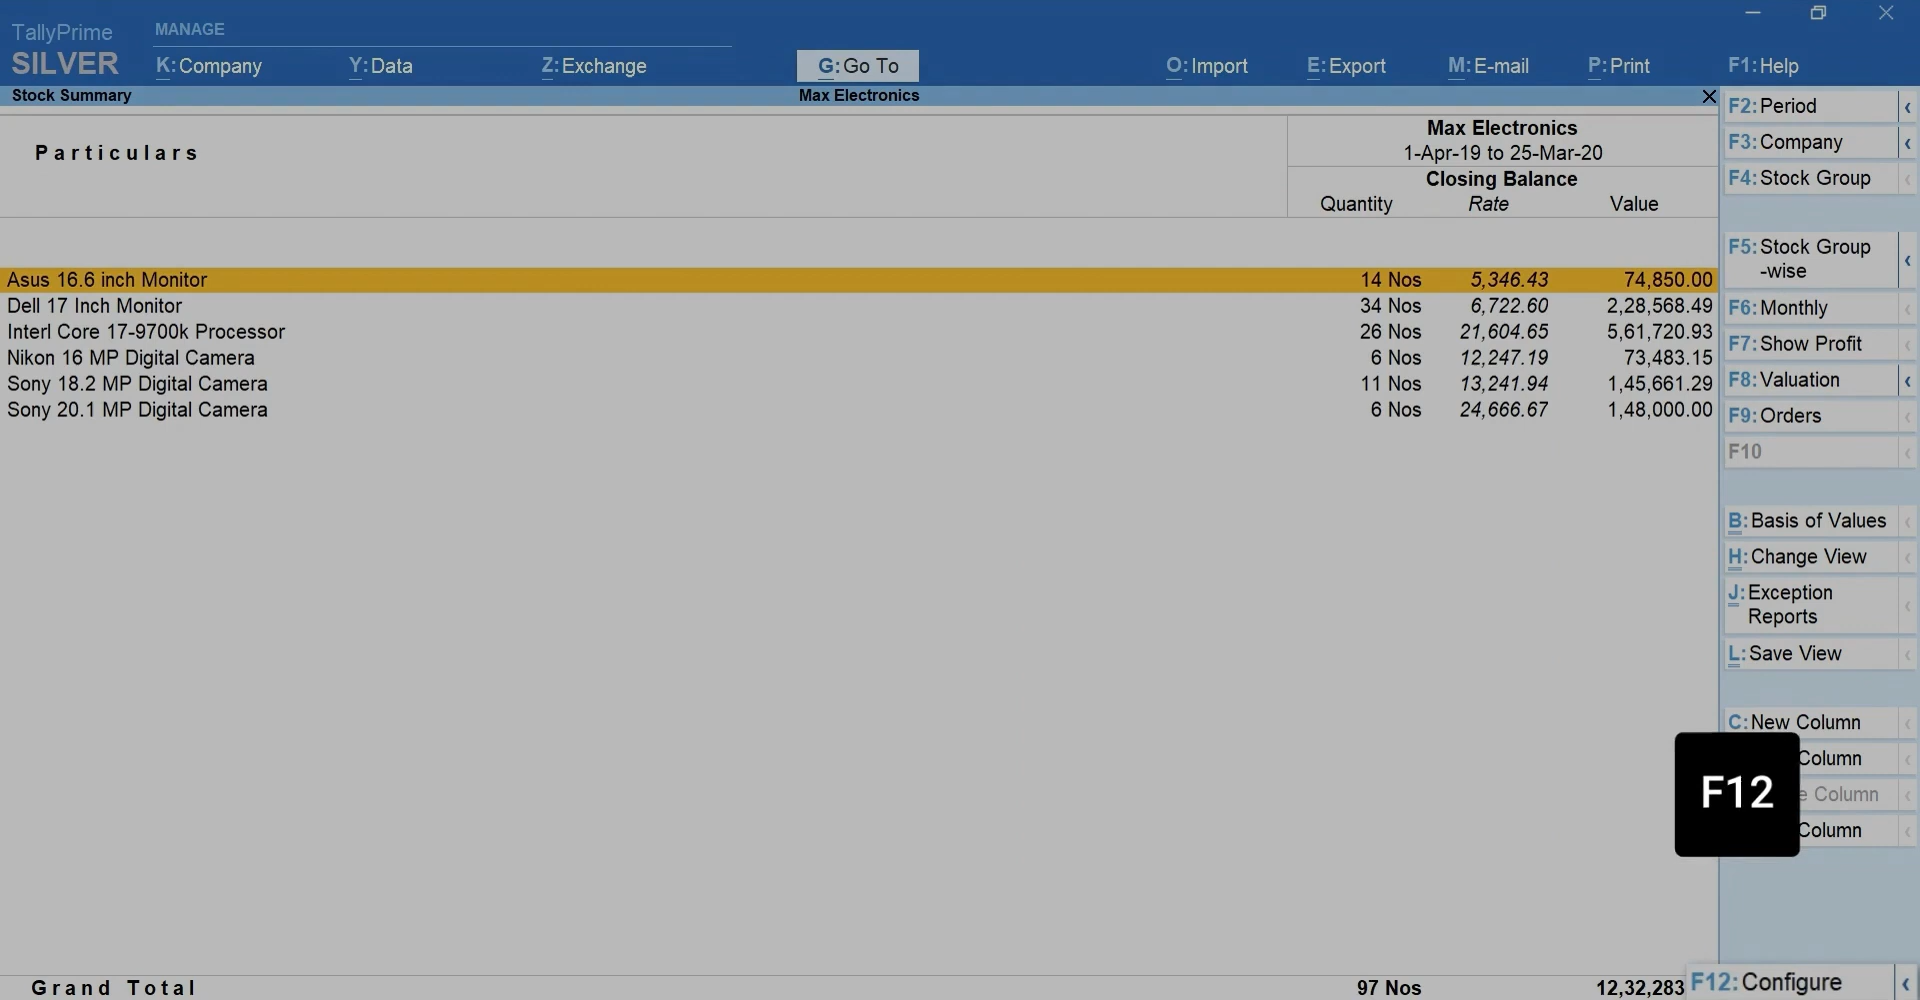 TallyPrime
SILVER
MANAGE
K:Company Y:Data Z:Exchange G:Go To O:Import E:Export M:E-mail P:Print F1:Help
Stock Summary Max Electronics
Particulars
Max Electronics
1-Apr-19 to 25-Mar-20
Closing Balance
Quantity Rate Value
Asus 16.6 inch Monitor 14 Nos 5,346.43 74,850.00
Dell 17 Inch Monitor 34 Nos 6,722.60 2,28,568.49
Interl Core 17-9700k Processor 26 Nos 21,604.65 5,61,720.93
Nikon 16 MP Digital Camera 6 Nos 12,247.19 73,483.15
Sony 18.2 MP Digital Camera 11 Nos 13,241.94 1,45,661.29
Sony 20.1 MP Digital Camera 6 Nos 24,666.67 1,48,000.00
Grand Total 97 Nos 12,32,283
F2:Period
F3:Company
F4:Stock Group
F5:Stock Group
-wise
F6:Monthly
F7:Show Profit
F8:Valuation
F9:Orders
F10
B:Basis of Values
H:Change View
J:Exception
Reports
L:Save View
C:New Column
Column
e Column
Column
F12
F12:Configure